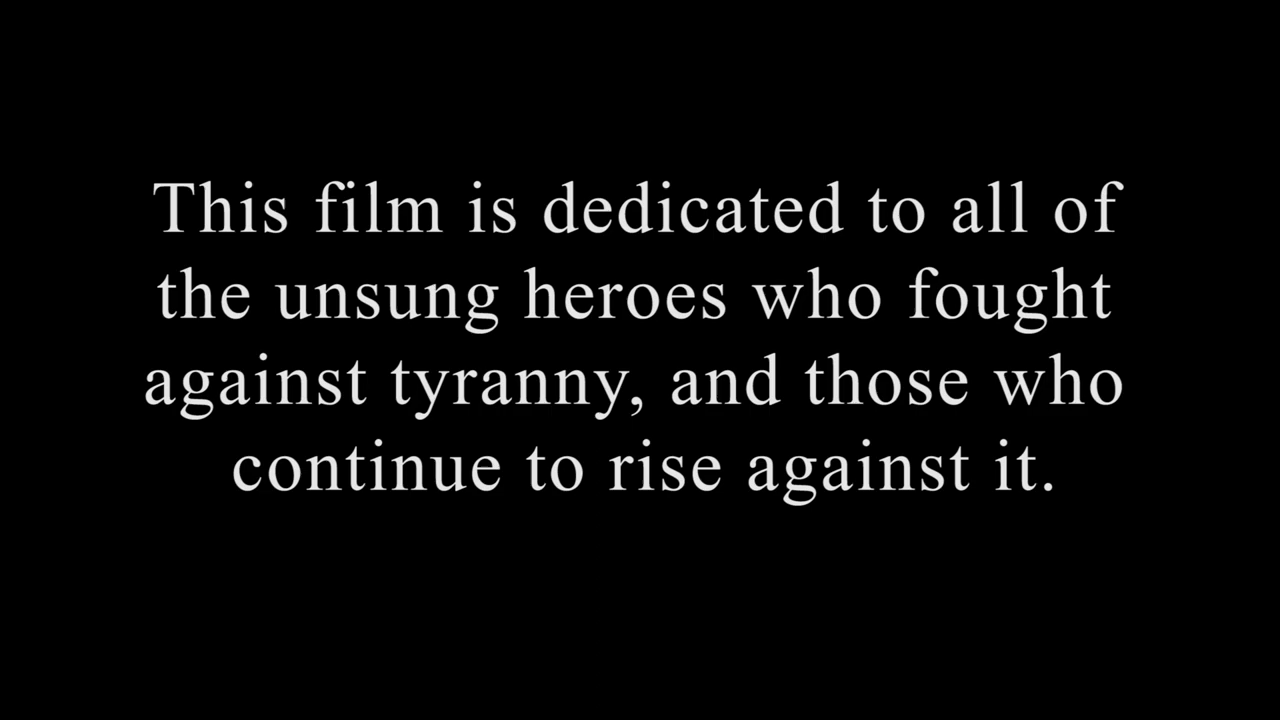 This film is dedicated to all of
the unsung heroes who fought
against tyranny, and those who
continue to rise against it.